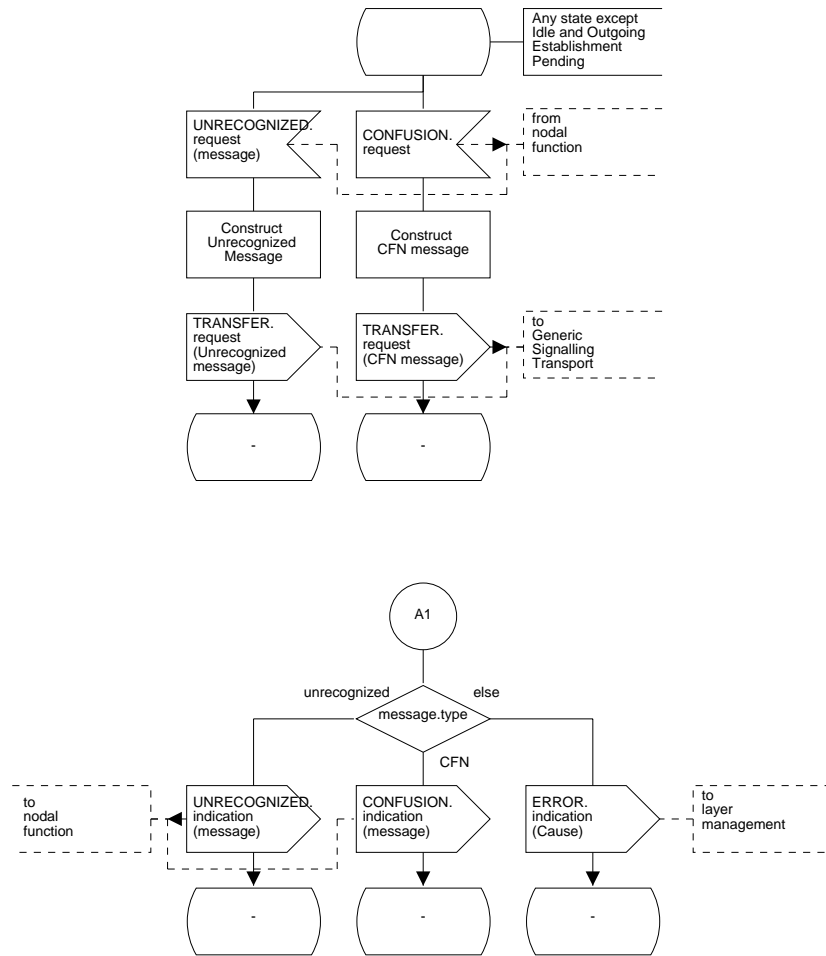 Any state except
Idle and Outgoing
Establishment
Pending
UNRECOGNIZED.
request
(message)
CONFUSION.
request
from
nodal
function
Construct
Unrecognized
Message
Construct
CFN message
TRANSFER.
request
(Unrecognized
message)
TRANSFER.
request
(CFN message)
to
Generic
Signalling
Transport
-
-
A1
unrecognized
else
message.type
CFN
to
nodal
function
UNRECOGNIZED.
indication
(message)
CONFUSION.
indication
(message)
ERROR.
indication
(Cause)
to
layer
management
-
-
-